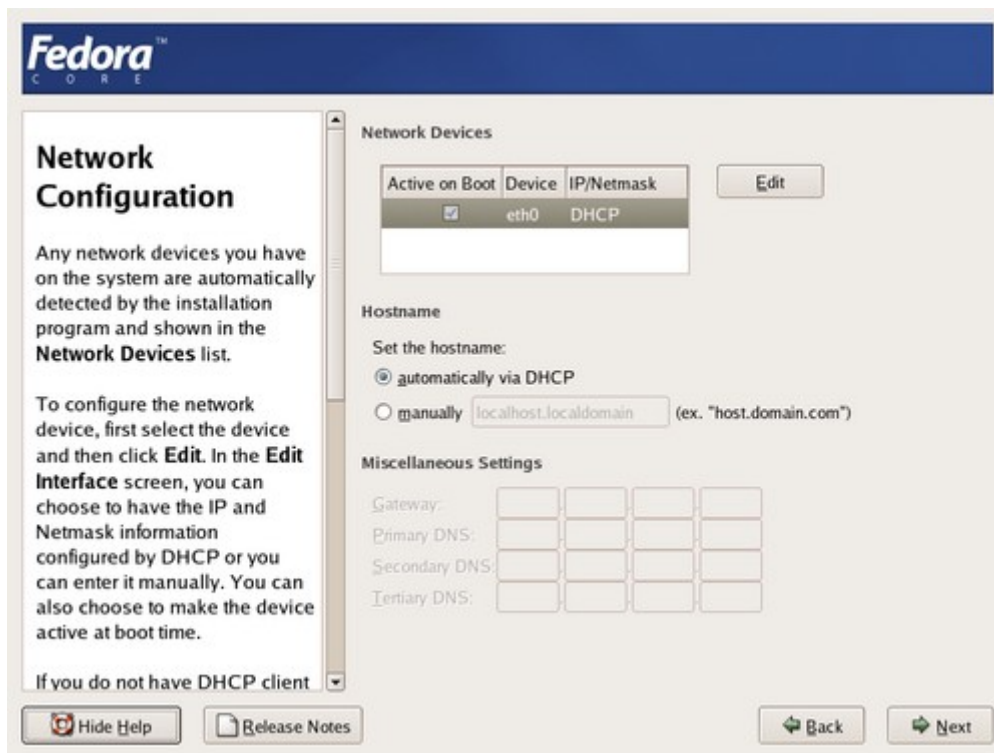 Fedora™
CORE
Network
Configuration
Any network devices you have
on the system are automatically
detected by the installation
program and shown in the
Network Devices list.
To configure the network
device, first select the device
and then click Edit. In the Edit
Interface screen, you can
choose to have the IP and
Netmask information
configured by DHCP or you
can enter it manually. You can
also choose to make the device
active at boot time.
If you do not have DHCP client
Network Devices
Active on Boot Device IP/Netmask
eth0 DHCP
Edit
Hostname
Set the hostname:
automatically via DHCP
manually localhost.localdomain (ex. "host.domain.com")
Miscellaneous Settings
Gateway:
Primary DNS:
Secondary DNS:
Tertiary DNS:
Hide Help Release Notes Back Next